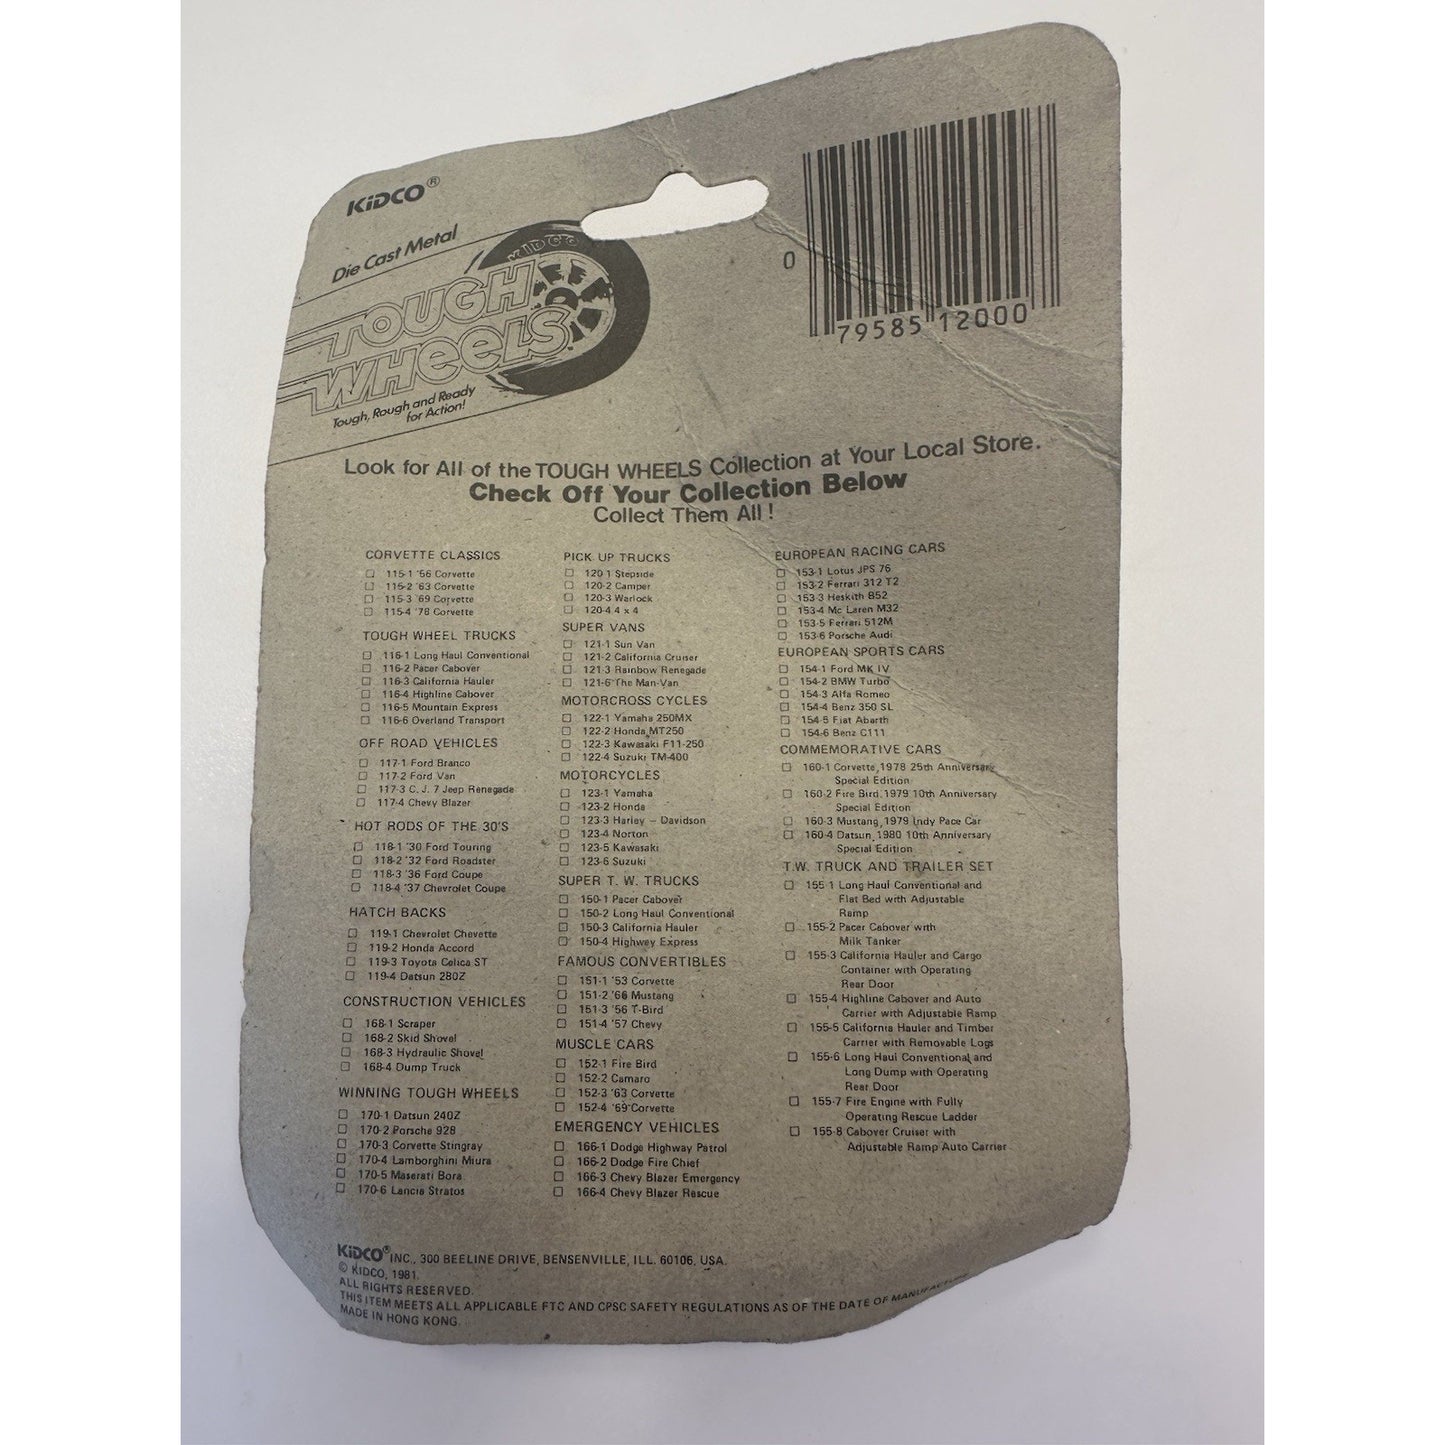 KiDCO®
Die Cast Metal
KIDCO
TOUGH
WHeeLS
Tough, Rough and Ready
for Action!
0 79585 12000
Look for All of the TOUGH WHEELS Collection at Your Local Store.
Check Off Your Collection Below
Collect Them All !
CORVETTE CLASSICS
115-1 '56 Corvette
115-2 '63 Corvette
115-3 '69 Corvette
115-4 '78 Corvette
TOUGH WHEEL TRUCKS
116-1 Long Haul Conventional
116-2 Pacer Cabover
116-3 California Hauler
116-4 Highline Cabover
116-5 Mountain Express
116-6 Overland Transport
OFF ROAD VEHICLES
117-1 Ford Branco
117-2 Ford Van
117-3 C. J. 7 Jeep Renegade
117-4 Chevy Blazer
HOT RODS OF THE 30'S
118-1 '30 Ford Touring
118-2 '32 Ford Roadster
118-3 '36 Ford Coupe
118-4 '37 Chevrolet Coupe
HATCH BACKS
119-1 Chevrolet Chevette
119-2 Honda Accord
119-3 Toyota Celica ST
119-4 Datsun 280Z
CONSTRUCTION VEHICLES
168-1 Scraper
168-2 Skid Shovel
168-3 Hydraulic Shovel
168-4 Dump Truck
WINNING TOUGH WHEELS
170-1 Datsun 240Z
170-2 Porsche 928
170-3 Corvette Stingray
170-4 Lamborghini Miura
170-5 Maserati Bora
170-6 Lancia Stratos
PICK UP TRUCKS
120-1 Stepside
120-2 Camper
120-3 Warlock
120-4 4 x 4
SUPER VANS
121-1 Sun Van
121-2 California Cruiser
121-3 Rainbow Renegade
121-6 The Man-Van
MOTORCROSS CYCLES
122-1 Yamaha 250MX
122-2 Honda MT250
122-3 Kawasaki F11-250
122-4 Suzuki TM-400
MOTORCYCLES
123-1 Yamaha
123-2 Honda
123-3 Harley – Davidson
123-4 Norton
123-5 Kawasaki
123-6 Suzuki
SUPER T. W. TRUCKS
150-1 Pacer Cabover
150-2 Long Haul Conventional
150-3 California Hauler
150-4 Highway Express
FAMOUS CONVERTIBLES
151-1 '53 Corvette
151-2 '66 Mustang
151-3 '56 T-Bird
151-4 '57 Chevy
MUSCLE CARS
152-1 Fire Bird
152-2 Camaro
152-3 '63 Corvette
152-4 '69 Corvette
EMERGENCY VEHICLES
166-1 Dodge Highway Patrol
166-2 Dodge Fire Chief
166-3 Chevy Blazer Emergency
166-4 Chevy Blazer Rescue
EUROPEAN RACING CARS
153-1 Lotus JPS 76
153-2 Ferrari 312 T2
153-3 Heskith 852
153-4 Mc Laren M32
153-5 Ferrari 512M
153-6 Porsche Audi
EUROPEAN SPORTS CARS
154-1 Ford MK IV
154-2 BMW Turbo
154-3 Alfa Romeo
154-4 Benz 350 SL
154-5 Fiat Abarth
154-6 Benz C111
COMMEMORATIVE CARS
160-1 Corvette, 1978 25th Anniversary
Special Edition
160-2 Fire Bird, 1979 10th Anniversary
Special Edition
160-3 Mustang, 1979 Indy Pace Car
160-4 Datsun, 1980 10th Anniversary
Special Edition
T.W. TRUCK AND TRAILER SET
155-1 Long Haul Conventional and
Flat Bed with Adjustable
Ramp
155-2 Pacer Cabover with
Milk Tanker
155-3 California Hauler and Cargo
Container with Operating
Rear Door
155-4 Highline Cabover and Auto
Carrier with Adjustable Ramp
155-5 California Hauler and Timber
Carrier with Removable Logs
155-6 Long Haul Conventional and
Long Dump with Operating
Rear Door
155-7 Fire Engine with Fully
Operating Rescue Ladder
155-8 Cabover Cruiser with
Adjustable Ramp Auto Carrier
KiDCO® INC., 300 BEELINE DRIVE, BENSENVILLE, ILL. 60106, USA.
© KIDCO, 1981.
ALL RIGHTS RESERVED.
THIS ITEM MEETS ALL APPLICABLE FTC AND CPSC SAFETY REGULATIONS AS OF THE DATE OF MANUFACTURE
MADE IN HONG KONG.